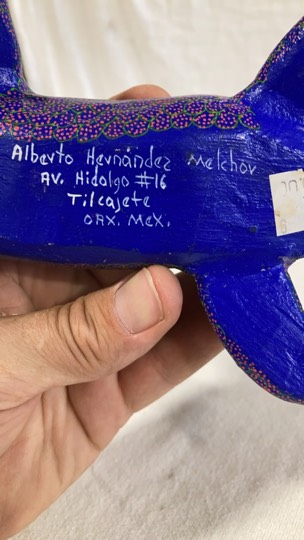 Alberto Hernández Melchor
Av. Hidalgo #16
Tilcajete
OAX. MEX.